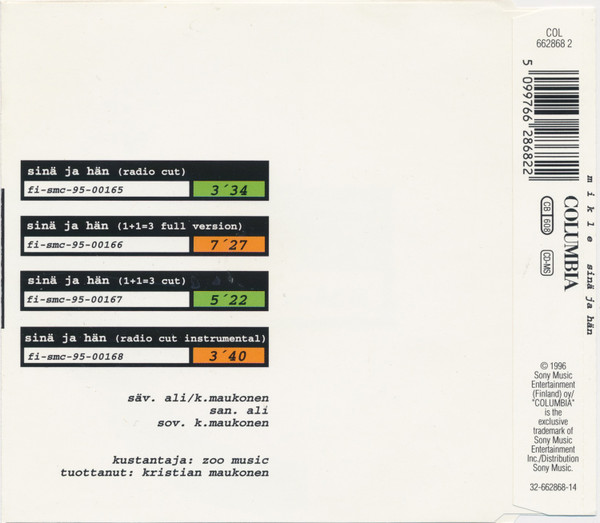 sinä ja hän (radio cut)
fi-smc-95-00165 3´34
sinä ja hän (1+1=3 full version)
fi-smc-95-00166 7´27
sinä ja hän (1+1=3 cut)
fi-smc-95-00167 5´22
sinä ja hän (radio cut instrumental)
fi-smc-95-00168 3´40
säv. ali/k.maukonen
san. ali
sov. k.maukonen
kustantaja: zoo music
tuottanut: kristian maukonen
COL
662868 2
5 099766 286822
mikle sinä ja hän
COLUMBIA
CB 608
CD-MS
© 1996
Sony Music
Entertainment
(Finland) oy/
"COLUMBIA"
is the
exclusive
trademark of
Sony Music
Entertainment
Inc./Distribution
Sony Music.
32-662868-14